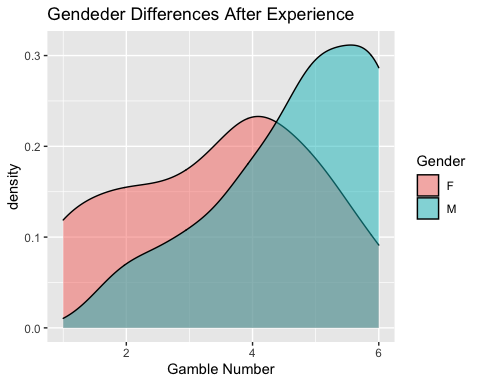 Gendeder Differences After Experience
0.3
0.2
0.1
0.0
density
2 4 6
Gamble Number
Gender
F
M